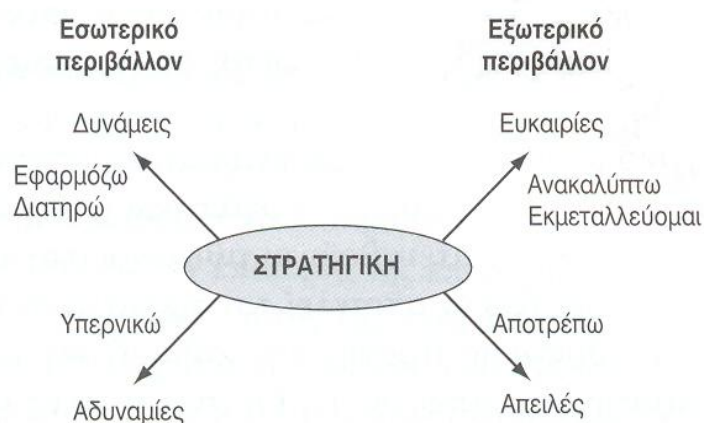 Εσωτερικό
περιβάλλον
Εξωτερικό
περιβάλλον
Δυνάμεις
Ευκαιρίες
Εφαρμόζω
Διατηρώ
Ανακαλύπτω
Εκμεταλλεύομαι
ΣΤΡΑΤΗΓΙΚΗ
Υπερνικώ
Αποτρέπω
Αδυναμίες
Απειλές